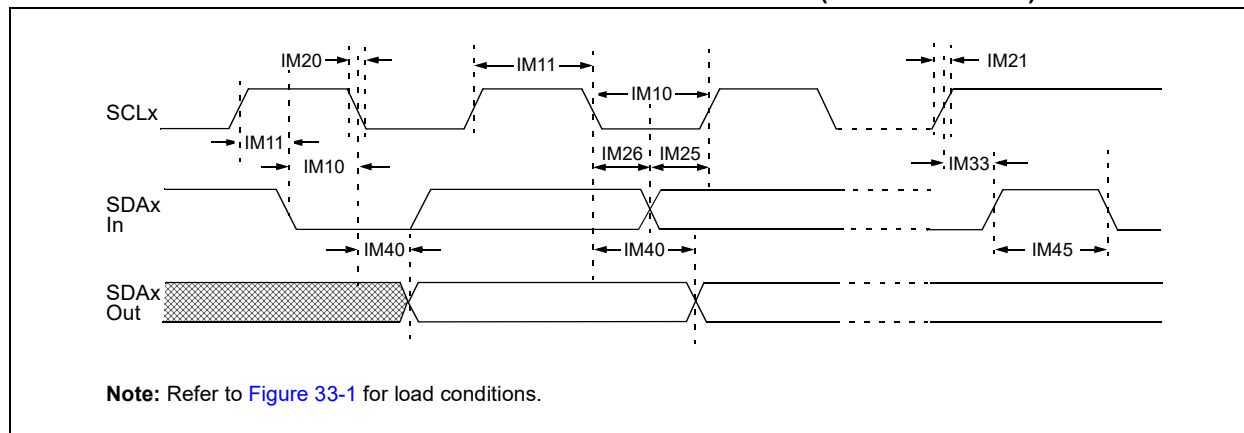 IM20
IM11
IM21
SCLx
IM10
IM11
IM10
IM26
IM25
IM33
SDAx
In
IM40
IM40
IM45
SDAx
Out
Note: Refer to Figure 33-1 for load conditions.